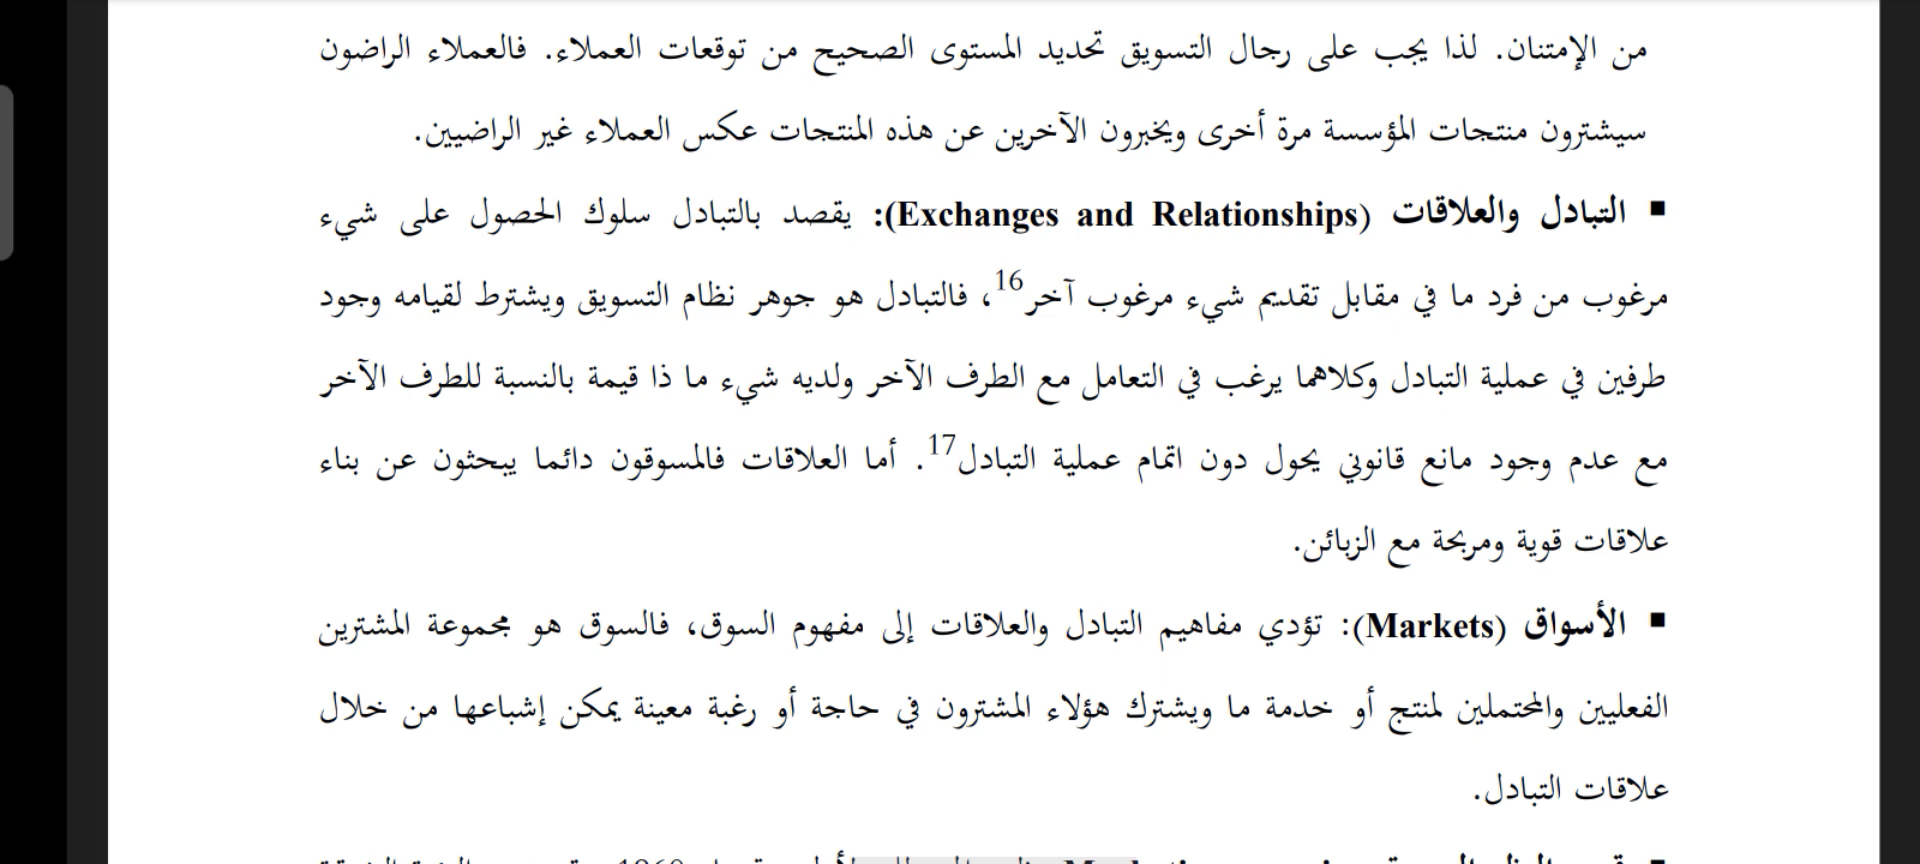 من الإمتنان. لذا يجب على رجال التسويق تحديد المستوى الصحيح من توقعات العملاء. فالعملاء الراضون
سيشترون منتجات المؤسسة مرة أخرى ويخبرون الآخرين عن هذه المنتجات عكس العملاء غير الراضيين.
▪ التبادل والعلاقات (Exchanges and Relationships): يقصد بالتبادل سلوك الحصول على شيء
مرغوب من فرد ما في مقابل تقديم شيء مرغوب آخر16، فالتبادل هو جوهر نظام التسويق ويشترط لقيامه وجود
طرفين في عملية التبادل وكلاهما يرغب في التعامل مع الطرف الآخر ولديه شيء ما ذا قيمة بالنسبة للطرف الآخر
مع عدم وجود مانع قانوني يحول دون اتمام عملية التبادل17. أما العلاقات فالمسوقون دائما يبحثون عن بناء
علاقات قوية ومربحة مع الزبائن.
▪ الأسواق (Markets): تؤدي مفاهيم التبادل والعلاقات إلى مفهوم السوق، فالسوق هو مجموعة المشترين
الفعليين والمحتملين لمنتج أو خدمة ما ويشترك هؤلاء المشترون في حاجة أو رغبة معينة يمكن إشباعها من خلال
علاقات التبادل.